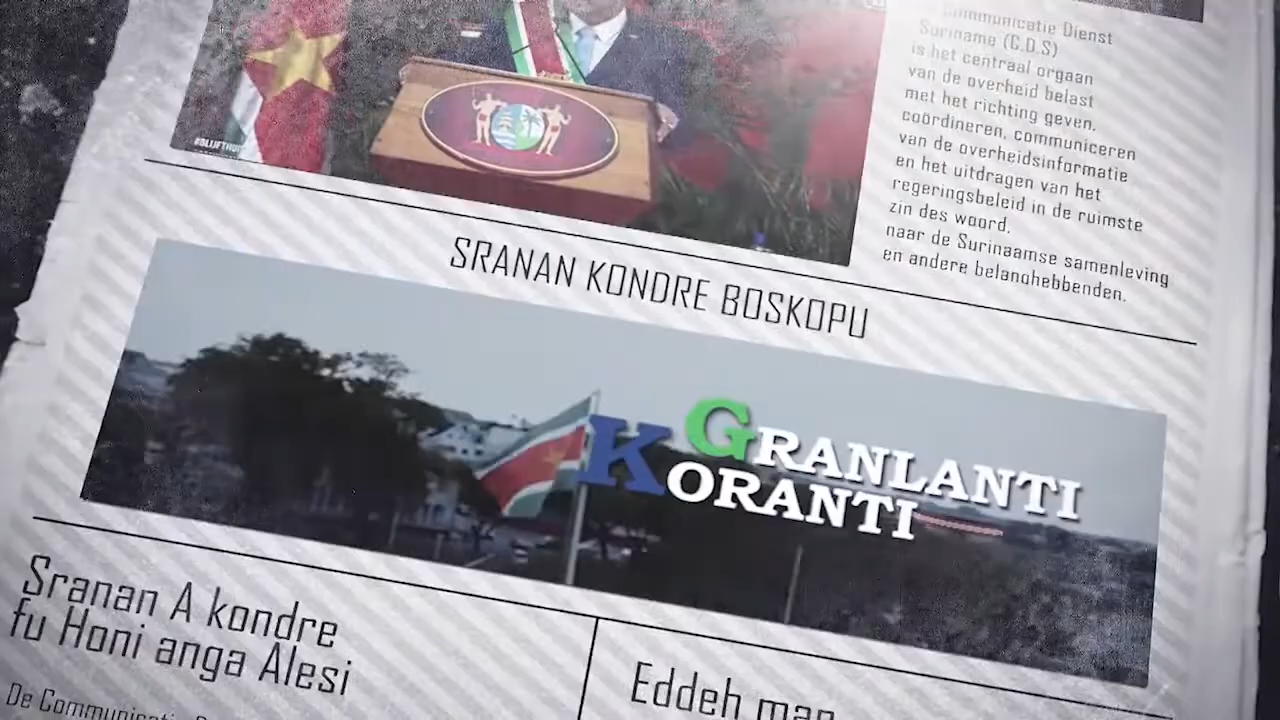 Communicatie Dienst
Suriname (C.D.S)
is het centraal orgaan
van de overheid belast
met het richting geven,
coördineren, communiceren
van de overheidsinformatie
en het uitdragen van het
regeringsbeleid in de ruimste
zin des woord,
naar de Surinaamse samenleving
en andere belanghebbenden.
SRANAN KONDRE BOSKOPU
GRANLANTI
KORANTI
Sranan A kondre
fu Honi anga Alesi
De
Eddeh man